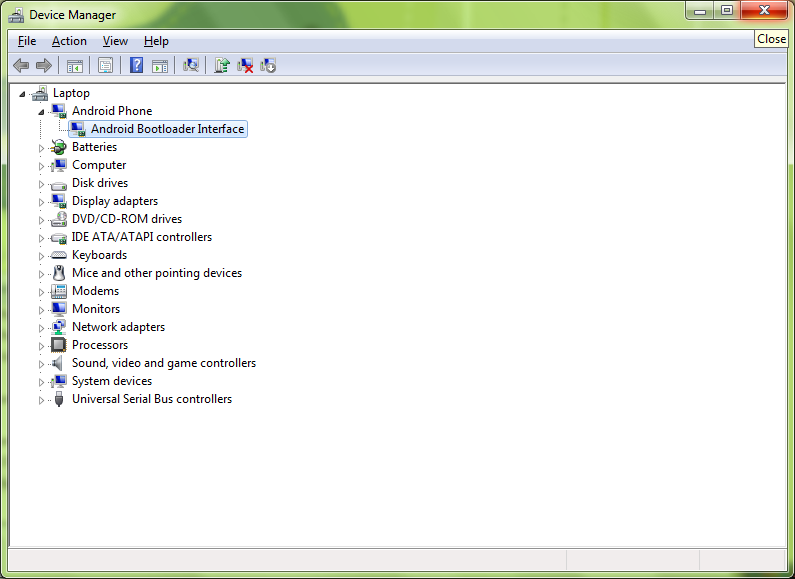 Device Manager
File Action View Help
Close
Laptop
Android Phone
Android Bootloader Interface
Batteries
Computer
Disk drives
Display adapters
DVD/CD-ROM drives
IDE ATA/ATAPI controllers
Keyboards
Mice and other pointing devices
Modems
Monitors
Network adapters
Processors
Sound, video and game controllers
System devices
Universal Serial Bus controllers